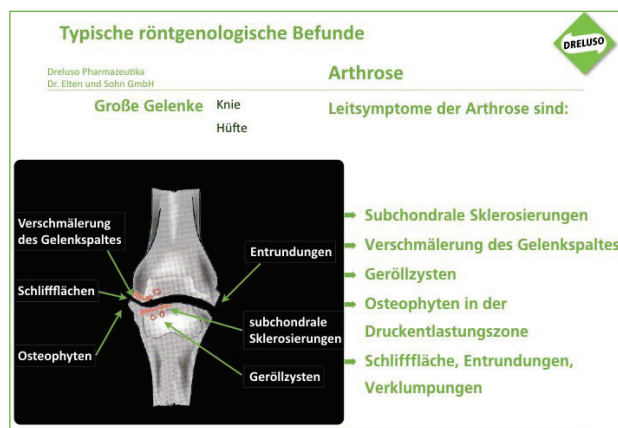 Typische röntgenologische Befunde
DRELUSO
Dreluso Pharmazeutika
Dr. Elten und Sohn GmbH
Arthrose
Große Gelenke
Knie
Hüfte
Leitsymptome der Arthrose sind:
Verschmälerung
des Gelenkspaltes
Schliffflächen
Osteophyten
Entrundungen
subchondrale
Sklerosierungen
Geröllzysten
Subchondrale Sklerosierungen
Verschmälerung des Gelenkspaltes
Geröllzysten
Osteophyten in der
Druckentlastungszone
Schlifffläche, Entrundungen,
Verklumpungen